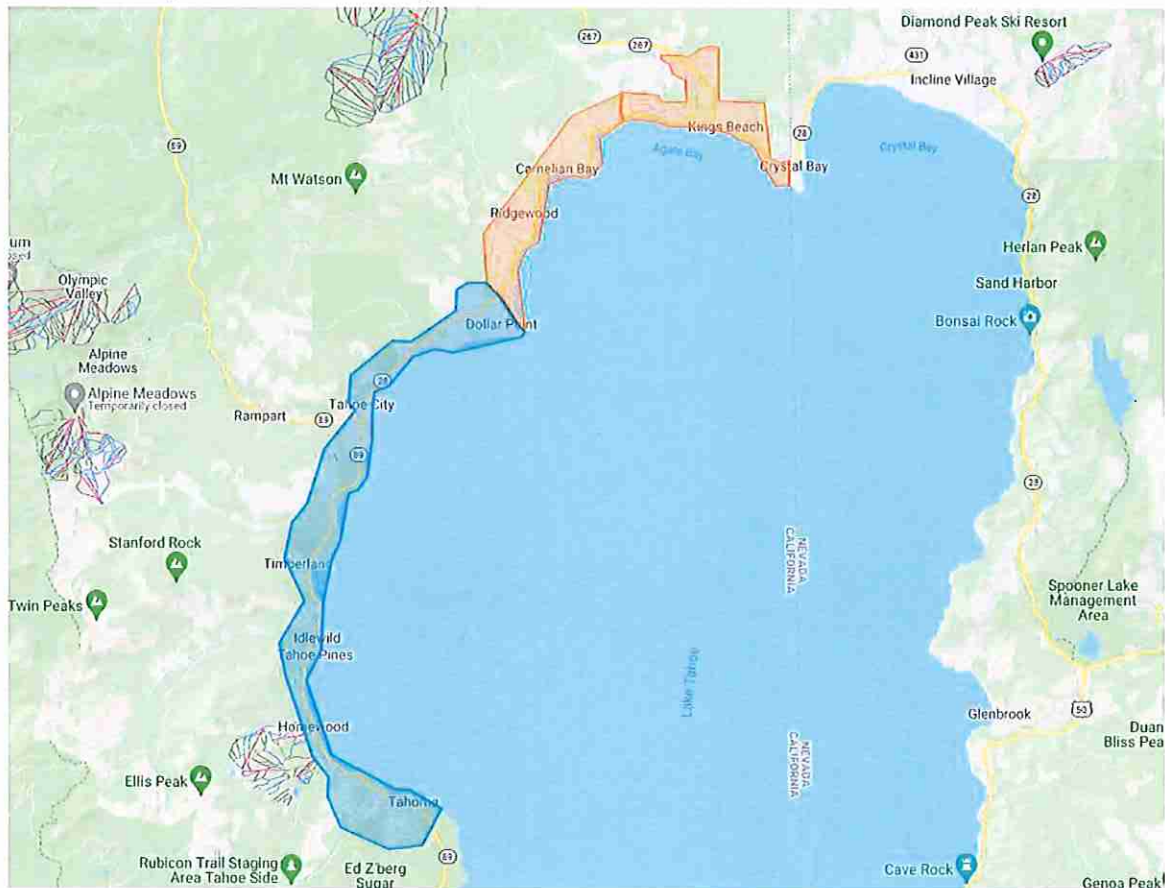 Diamond Peak Ski Resort
267
267
431
Incline Village
Kings Beach
28
89
Agate Bay
Crystal Bay
Crystal Bay
Carnelian Bay
Mt Watson
28
Ridgewood
Herlan Peak
Olympic
Valley
Sand Harbor
Dollar Point
Bonsai Rock
Alpine
Meadows
Alpine Meadows
Temporarily closed
28
Tahoe City
Rampart
89
89
28
Stanford Rock
NEVADA
CALIFORNIA
Timberland
Twin Peaks
Spooner Lake
Management
Area
Idlewild
Tahoe Pines
Lake Tahoe
Glenbrook
50
Homewood
NEVADA
CALIFORNIA
Duan
Bliss Pea
Ellis Peak
Tahoma
Rubicon Trail Staging
Area Tahoe Side
Ed Z'berg
Sugar
89
Cave Rock
Genoa Peak